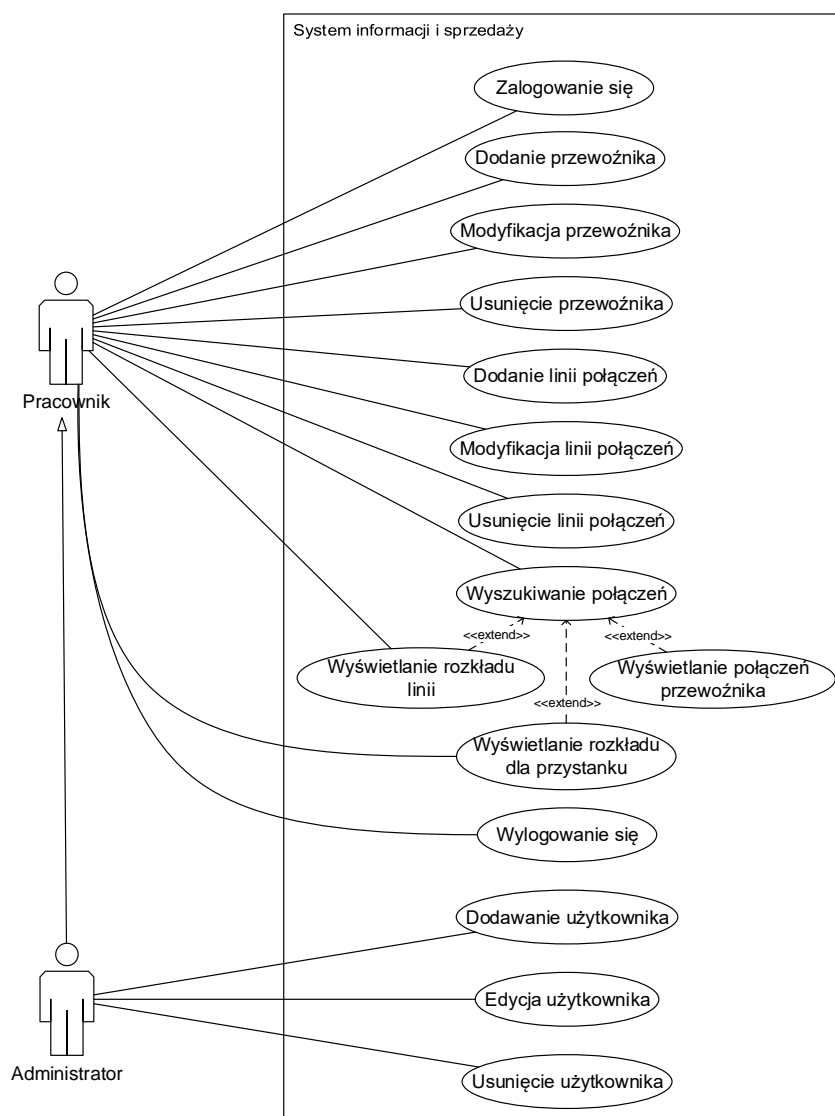 System informacji i sprzedaży
Zalogowanie się
Dodanie przewoźnika
Modyfikacja przewoźnika
Usunięcie przewoźnika
Pracownik
Dodanie linii połączeń
Modyfikacja linii połączeń
Usunięcie linii połączeń
Wyszukiwanie połączeń
<<extend>>
<<extend>>
Wyświetlanie rozkładu
linii
Wyświetlanie połączeń
przewoźnika
<<extend>>
Wyświetlanie rozkładu
dla przystanku
Wylogowanie się
Dodawanie użytkownika
Edycja użytkownika
Administrator
Usunięcie użytkownika